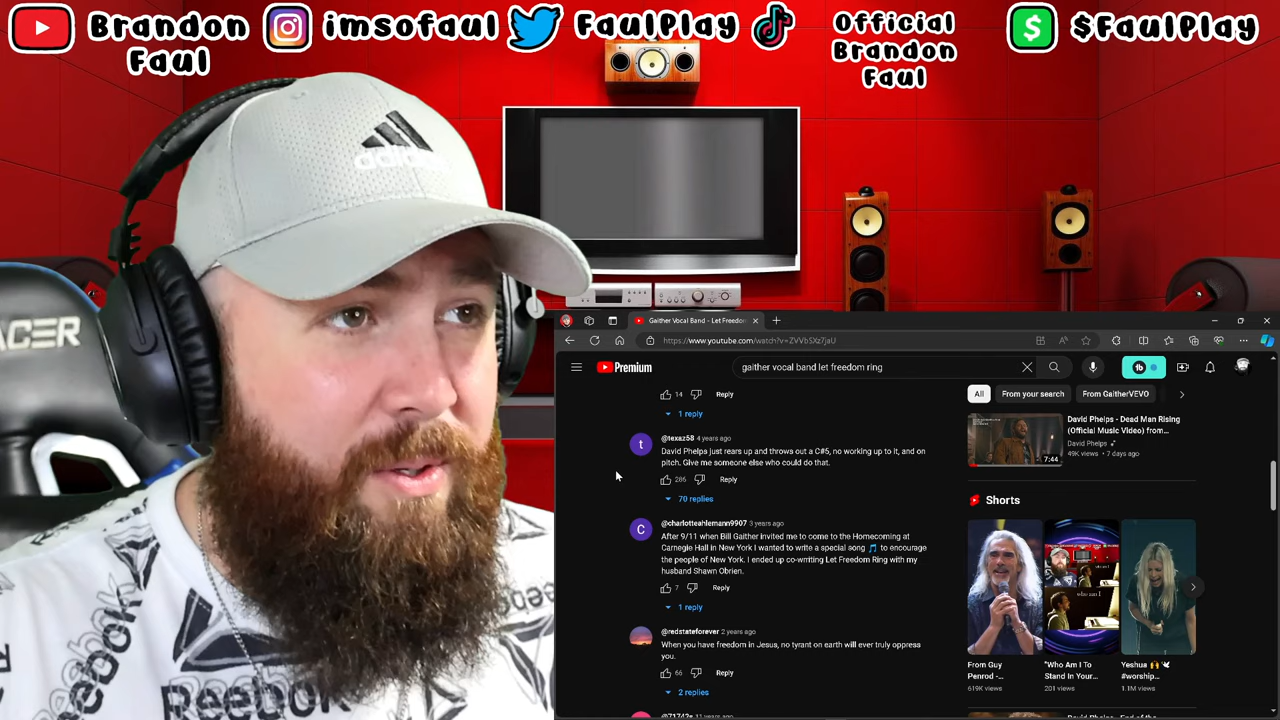 Brandon
Faul
imsofaul
FaulPlay
Official
Brandon
Faul
$FaulPlay
adidas
ACER
Reebok
Reebok
Gaither Vocal Band - Let Freedo
https://www.youtube.com/watch?v=ZVVbSXz7jaU
Premium
gaither vocal band let freedom ring
14 Reply
1 reply
All From your search From GaitherVEVO
@texaz58 4 years ago
David Phelps just rears up and throws out a C#5, no working up to it, and on
pitch. Give me someone else who could do that.
286 Reply
70 replies
David Phelps - Dead Man Rising
(Official Music Video) from...
David Phelps
49K views • 7 days ago
7:44
Shorts
@charlotteahlemann9907 3 years ago
After 9/11 when Bill Gaither invited me to come to the Homecoming at
Carnegie Hall in New York I wanted to write a special song 🎵 to encourage
the people of New York. I ended up co-writing Let Freedom Ring with my
husband Shawn Obrien.
7 Reply
1 reply
who am I
@redstateforever 2 years ago
When you have freedom in Jesus, no tyrant on earth will ever truly oppress
you.
66 Reply
2 replies
From Guy
Penrod -...
619K views
"Who Am I To
Stand In Your...
201 views
Yeshua 🙌🕊
#worship...
1.1M views